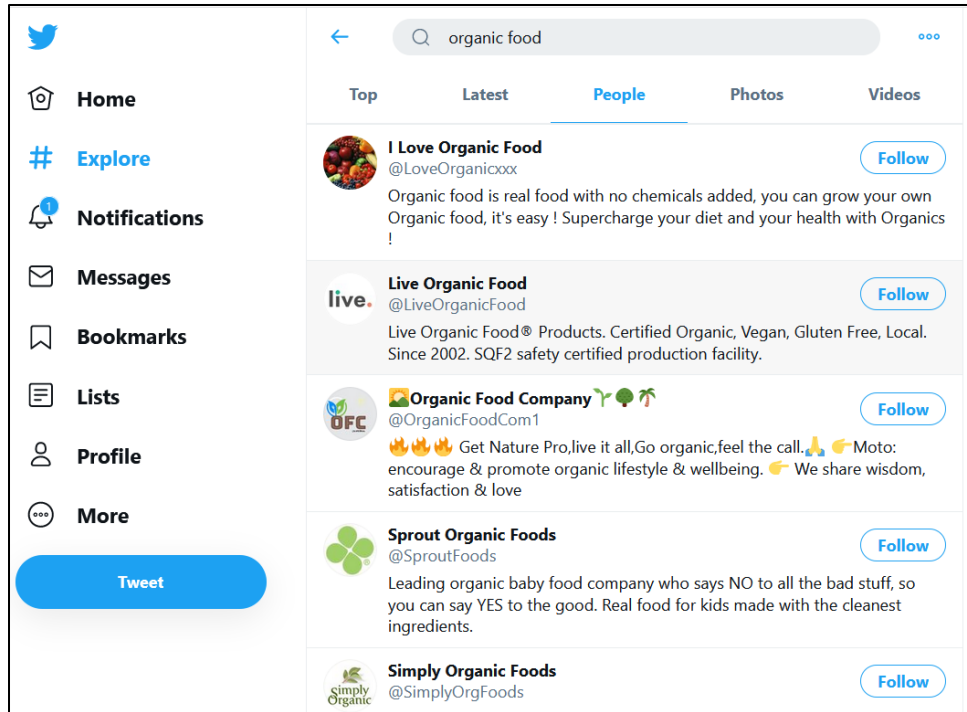 organic food
Home
Explore
1
Notifications
Messages
Bookmarks
Lists
Profile
More
Tweet
Top Latest People Photos Videos
I Love Organic Food
@LoveOrganicxxx
Follow
Organic food is real food with no chemicals added, you can grow your own
Organic food, it's easy ! Supercharge your diet and your health with Organics
!
live.
Live Organic Food
@LiveOrganicFood
Follow
Live Organic Food® Products. Certified Organic, Vegan, Gluten Free, Local.
Since 2002. SQF2 safety certified production facility.
OFC
🌄Organic Food Company🌱🌳🌴
@OrganicFoodCom1
Follow
🔥🔥🔥 Get Nature Pro,live it all,Go organic,feel the call.🙏 👉Moto:
encourage & promote organic lifestyle & wellbeing. 👉 We share wisdom,
satisfaction & love
Sprout Organic Foods
@SproutFoods
Follow
Leading organic baby food company who says NO to all the bad stuff, so
you can say YES to the good. Real food for kids made with the cleanest
ingredients.
Simply
Organic
Simply Organic Foods
@SimplyOrgFoods
Follow